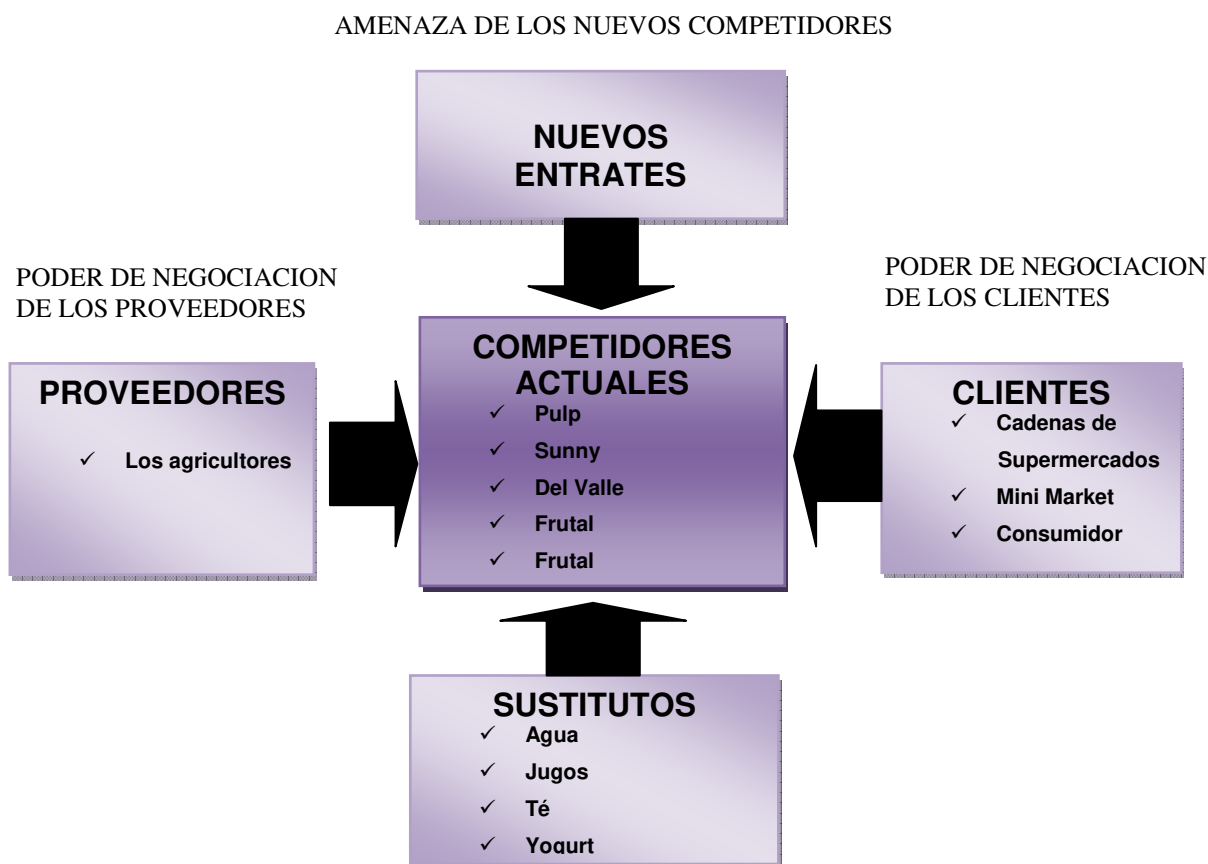 AMENAZA DE LOS NUEVOS COMPETIDORES
NUEVOS
ENTRATES
PODER DE NEGOCIACION
DE LOS PROVEEDORES
PODER DE NEGOCIACION
DE LOS CLIENTES
PROVEEDORES
✓ Los agricultores
COMPETIDORES
ACTUALES
✓ Pulp
✓ Sunny
✓ Del Valle
✓ Frutal
✓ Frutal
CLIENTES
✓ Cadenas de
Supermercados
✓ Mini Market
✓ Consumidor
SUSTITUTOS
✓ Agua
✓ Jugos
✓ Té
✓ Yogurt